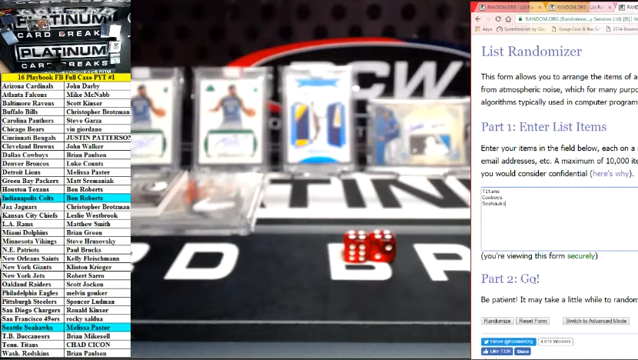 PLATINUM
CARD BREAK
PLATINUM
CARD BREAKS
16 Playbook FB Full Case PYT #1
Arizona Cardinals John Darby
Atlanta Falcons Mike McNabb
Baltimore Ravens Scott Kinser
Buffalo Bills Christopher Brotzman
Carolina Panthers Steve Garza
Chicago Bears vin giordano
Cincinnati Bengals JUSTIN PATTERSON
Cleveland Browns John Walker
Dallas Cowboys Brian Paulsen
Denver Broncos Luke Counts
Detroit Lions Melissa Pastor
Green Bay Packers Matt Sremaniak
Houston Texans Ben Roberts
Indianapolis Colts Ben Roberts
Jax Jaguars Christopher Brotzman
Kansas City Chiefs Leslie Westbrook
L.A. Rams Matthew Smith
Miami Dolphins Brian Green
Minnesota Vikings Steve Hrusovsky
N.E. Patriots Paul Brucks
New Orleans Saints Kelly Fleischmann
New York Giants Klinton Krieger
New York Jets Robert Sarro
Oakland Raiders Scott Jocken
Philadelphia Eagles melvin gouker
Pittsburgh Steelers Spencer Ludman
San Diego Chargers Ronald Kinser
San Francisco 49ers rocky saldua
Seattle Seahawks Melissa Pastor
T.B. Buccaneers Brian Mikesell
Tenn. Titans CHAD CICON
Wash. Redskins Brian Paulsen
List Randomizer
This form allows you to arrange the items of a
from atmospheric noise, which for many purpo
algorithms typically used in computer program
Part 1: Enter List Items
Enter your items in the field below, each on a
email addresses, etc. A maximum of 10,000 ite
you would consider confidential (here's why).
Titans
Cowboys
Seahawks
(you're viewing this form securely)
Part 2: Go!
Be patient! It may take a little while to random
Randomize Reset Form Switch to Advanced Mode